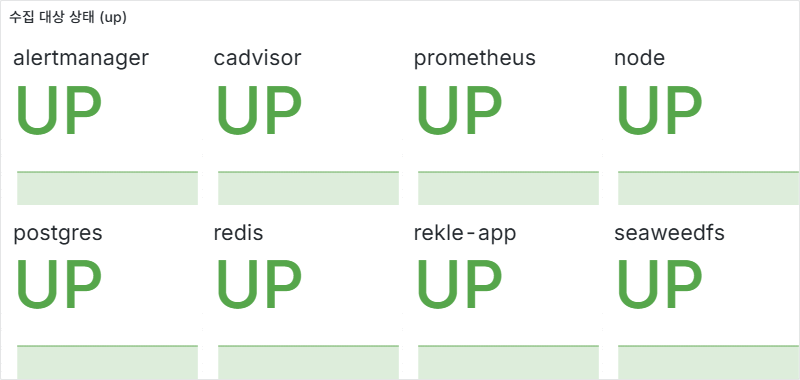 수집 대상 상태 (up)
alertmanager cadvisor prometheus node
UP UP UP UP
postgres redis rekle-app seaweedfs
UP UP UP UP